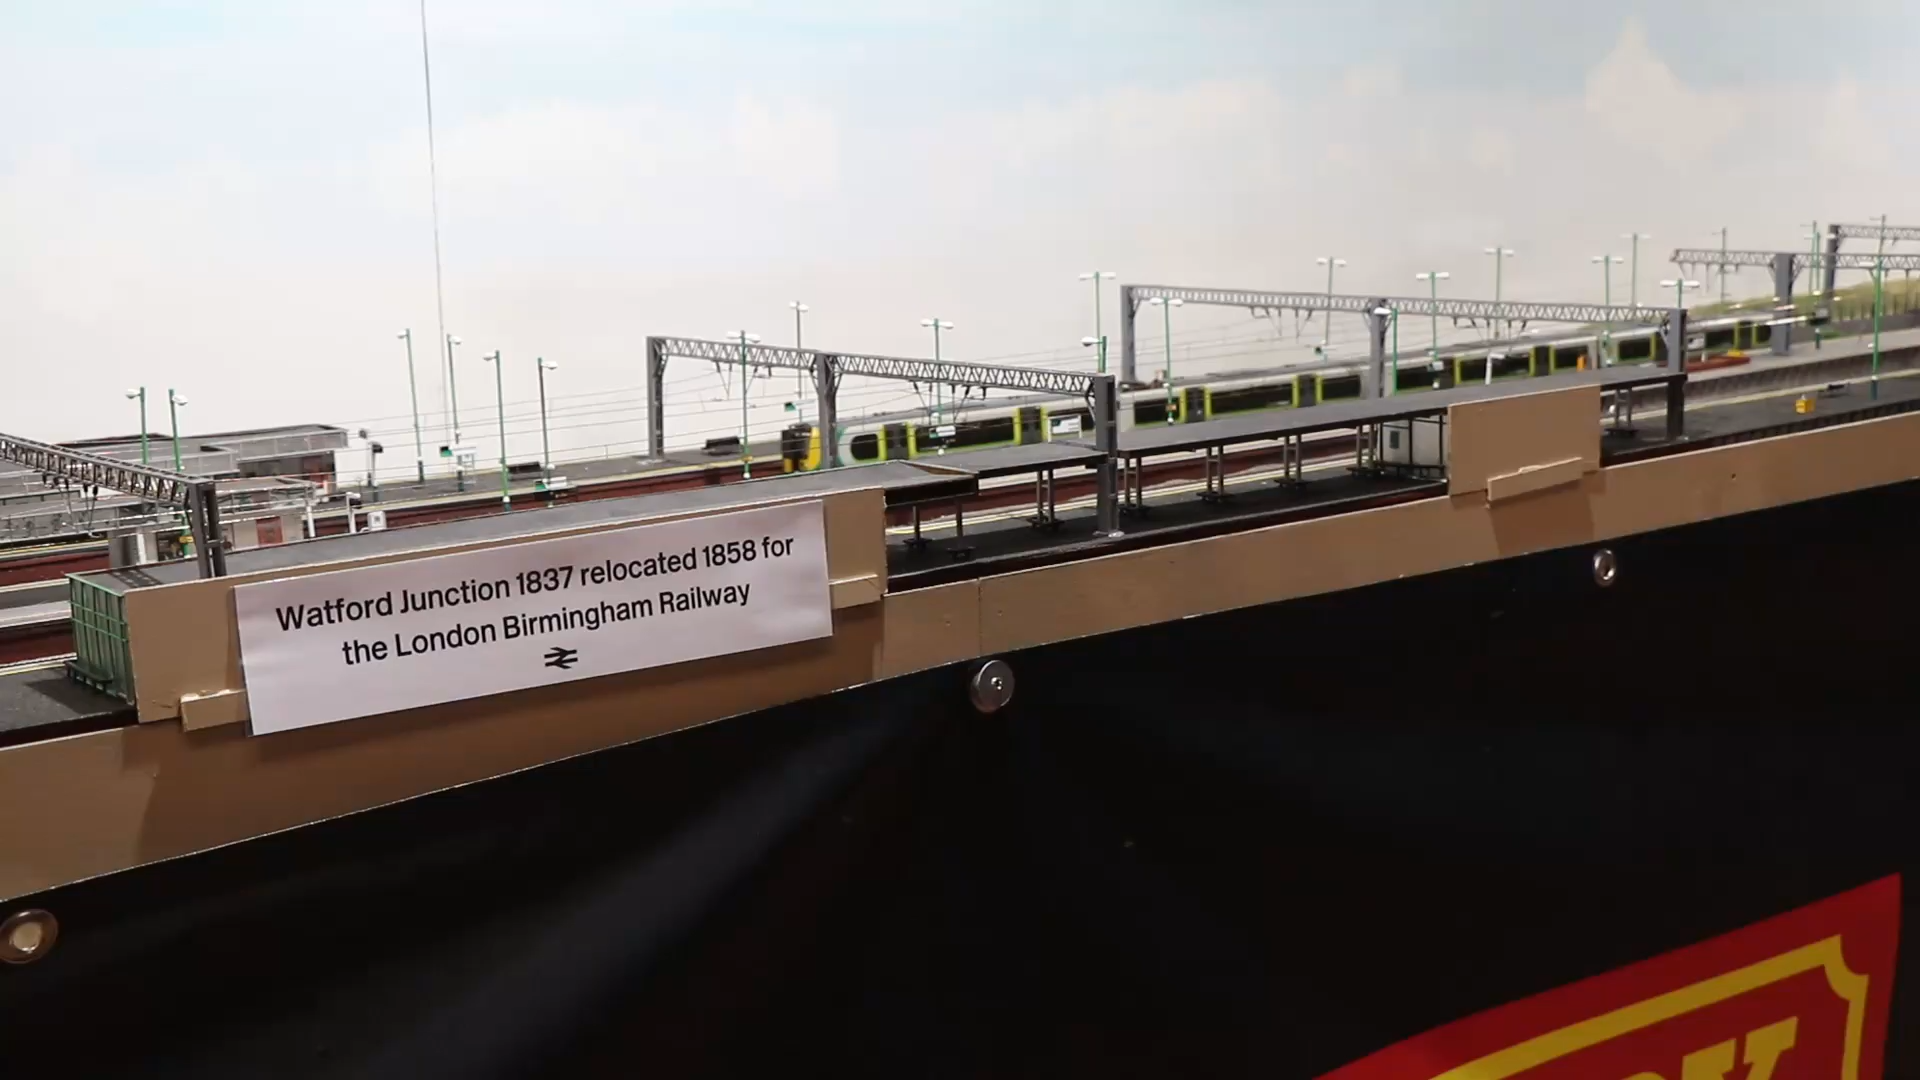 Watford Junction 1837 relocated 1858 for
the London Birmingham Railway